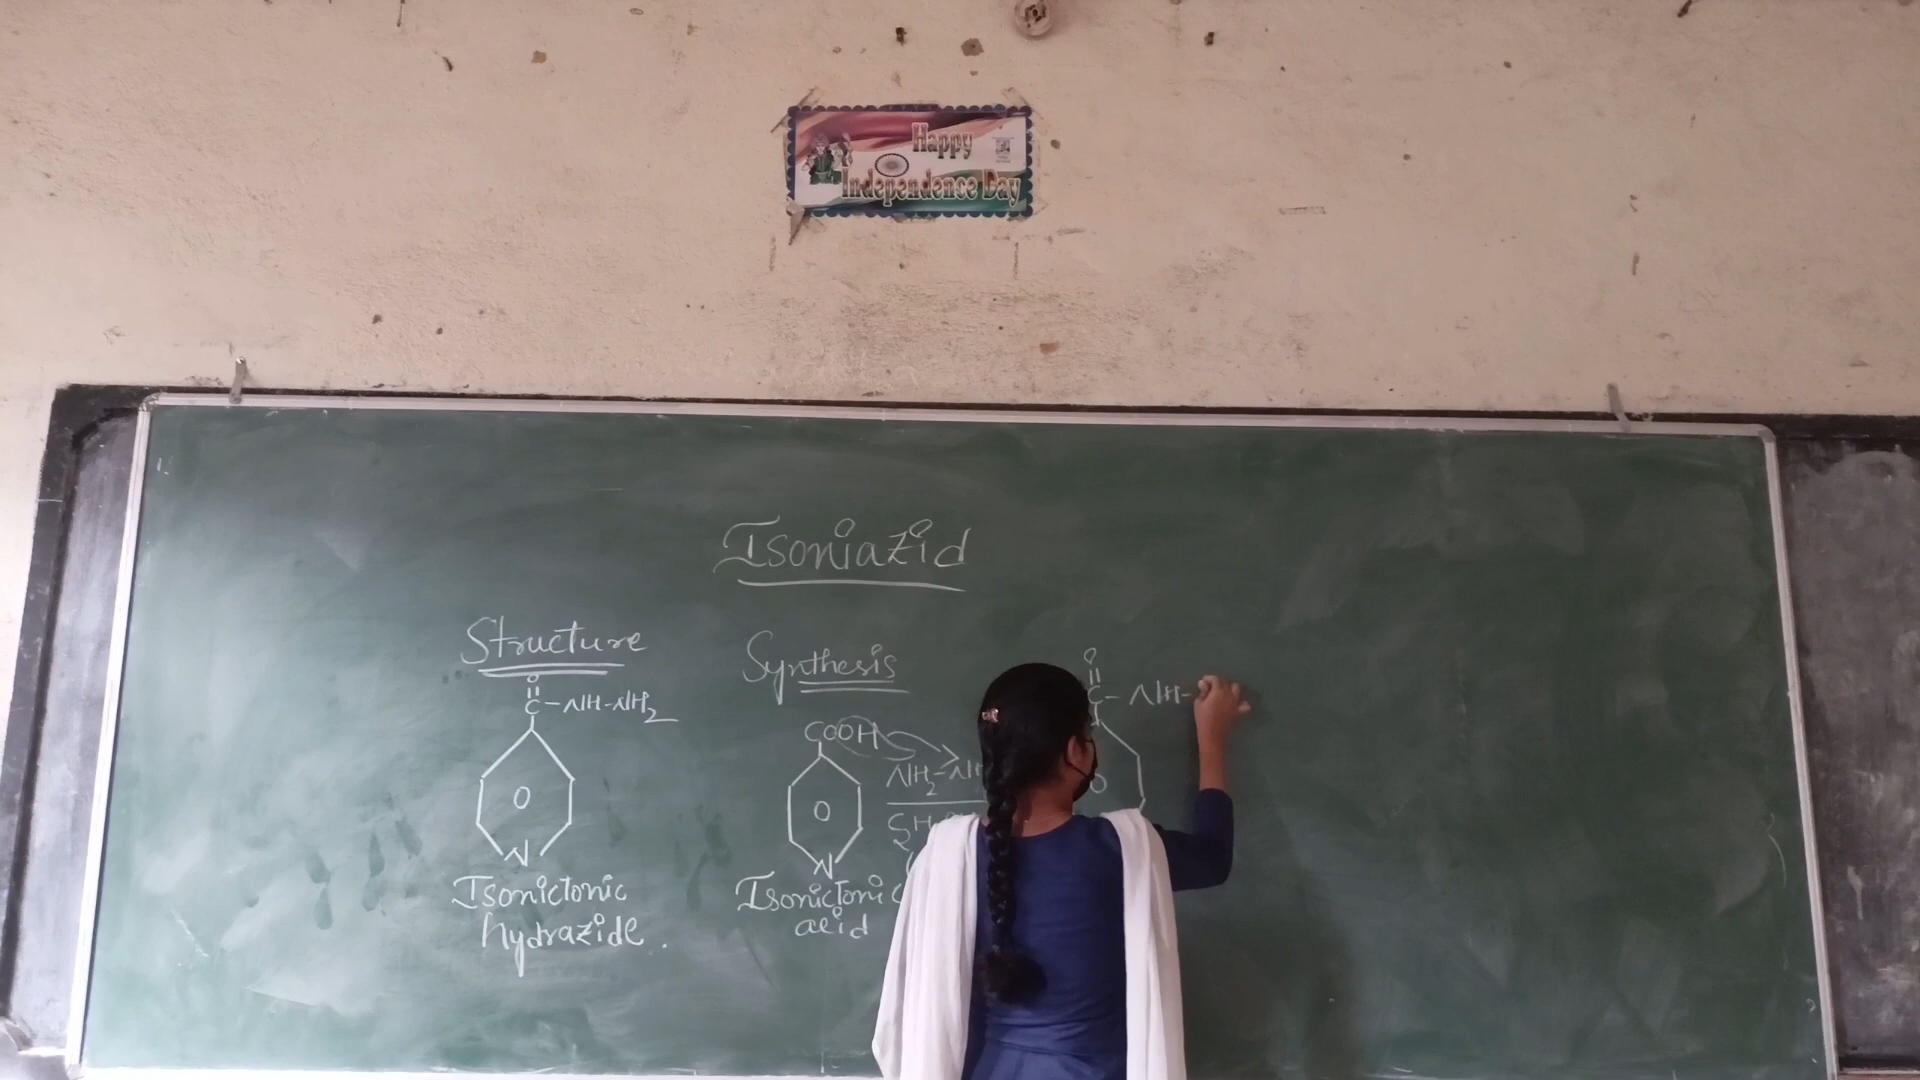 Happy
Independence Day
Isoniazid
Structure
O
C-NH-NH2
O
N
Isonictonic
hydrazide.
Synthesis
COOH
NH2-NH
O
N
Isonictonic
acid
O
C-NH-
O